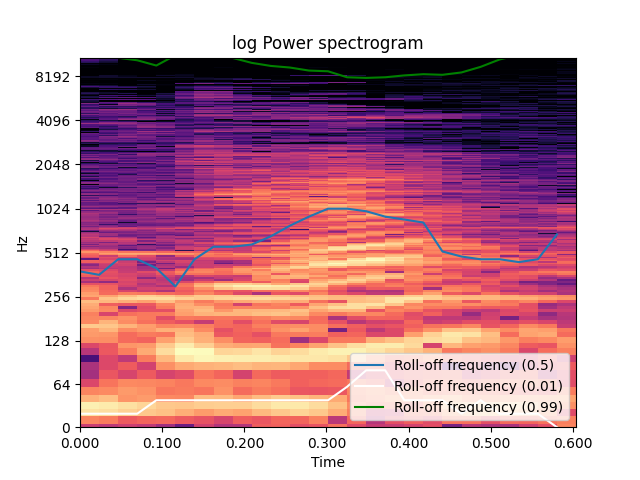 log Power spectrogram
Hz
8192
4096
2048
1024
512
256
128
64
0
Roll-off frequency (0.5)
Roll-off frequency (0.01)
Roll-off frequency (0.99)
0.000 0.100 0.200 0.300 0.400 0.500 0.600
Time